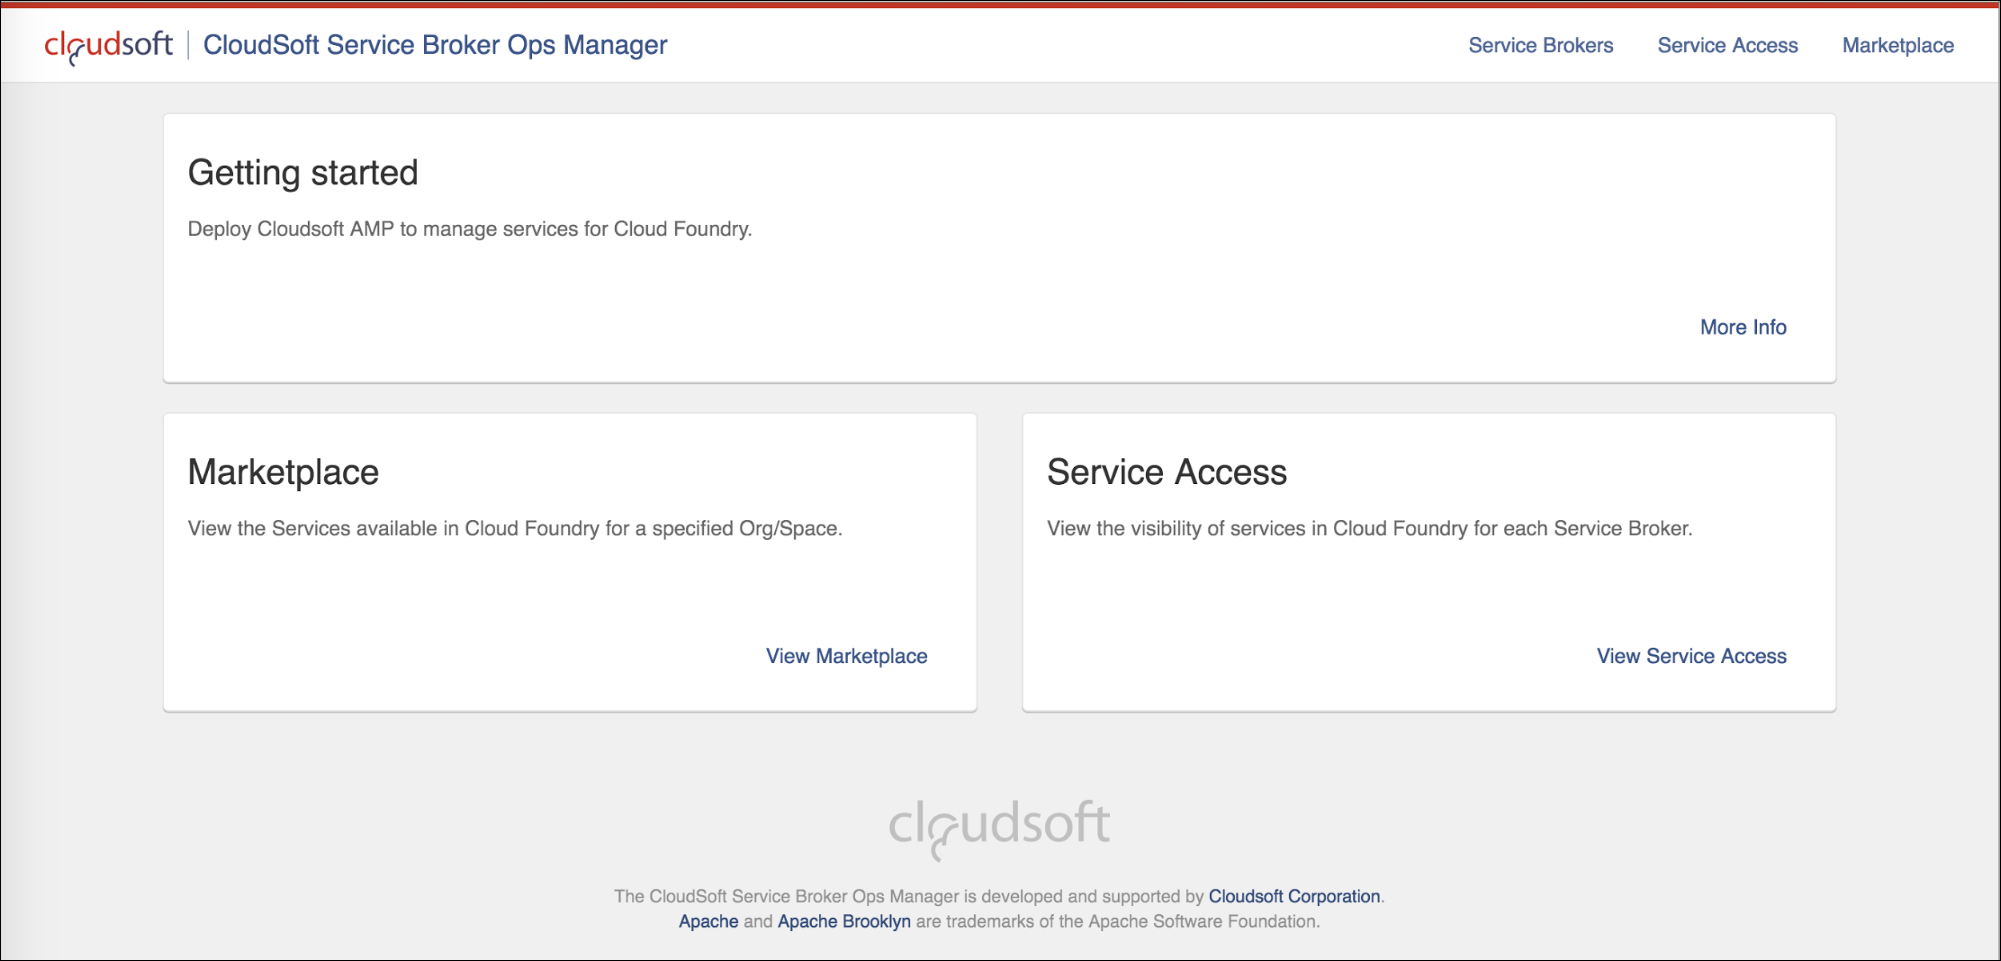 cloudsoft
CloudSoft Service Broker Ops Manager
Service Brokers
Service Access
Marketplace
Getting started
Deploy Cloudsoft AMP to manage services for Cloud Foundry.
More Info
Marketplace
View the Services available in Cloud Foundry for a specified Org/Space.
View Marketplace
Service Access
View the visibility of services in Cloud Foundry for each Service Broker.
View Service Access
cloudsoft
The CloudSoft Service Broker Ops Manager is developed and supported by Cloudsoft Corporation.
Apache and Apache Brooklyn are trademarks of the Apache Software Foundation.